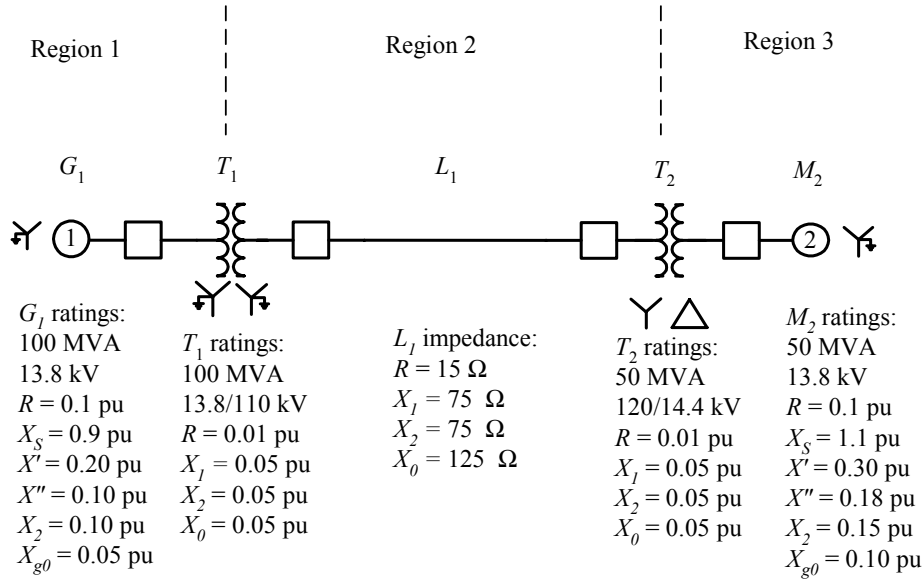 Region 1
Region 2
Region 3
G₁
T₁
L₁
T₂
M₂
1
2
G₁ ratings:
100 MVA
13.8 kV
R = 0.1 pu
X_S = 0.9 pu
X' = 0.20 pu
X" = 0.10 pu
X₂ = 0.10 pu
X_g0 = 0.05 pu
T₁ ratings:
100 MVA
13.8/110 kV
R = 0.01 pu
X₁ = 0.05 pu
X₂ = 0.05 pu
X₀ = 0.05 pu
L₁ impedance:
R = 15 Ω
X₁ = 75 Ω
X₂ = 75 Ω
X₀ = 125 Ω
T₂ ratings:
50 MVA
120/14.4 kV
R = 0.01 pu
X₁ = 0.05 pu
X₂ = 0.05 pu
X₀ = 0.05 pu
M₂ ratings:
50 MVA
13.8 kV
R = 0.1 pu
X_S = 1.1 pu
X' = 0.30 pu
X" = 0.18 pu
X₂ = 0.15 pu
X_g0 = 0.10 pu